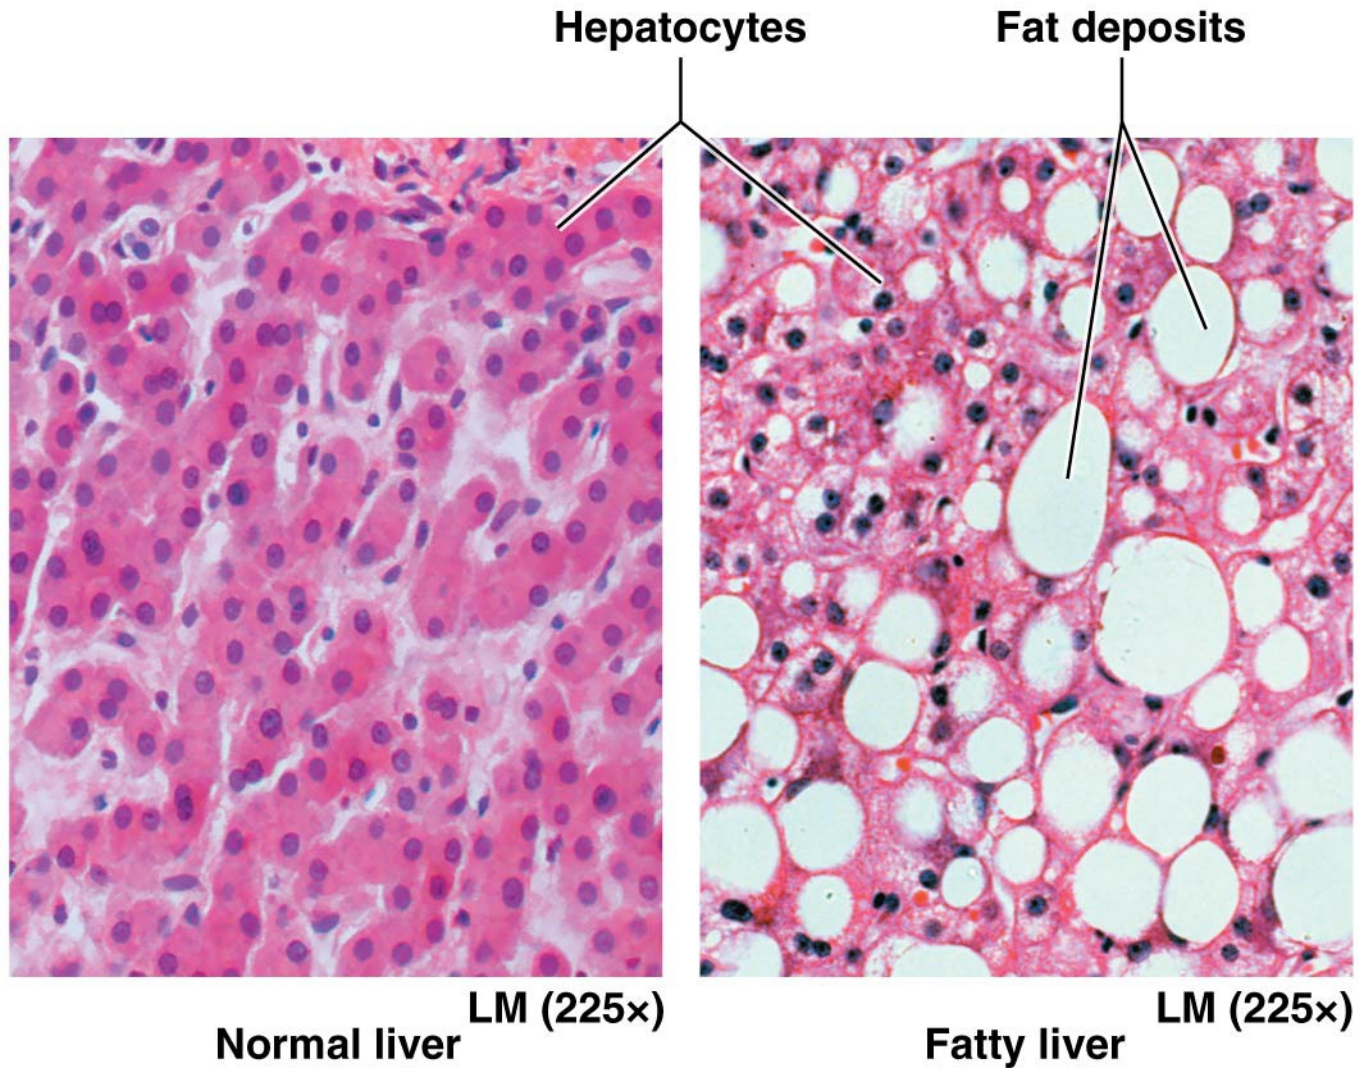 Hepatocytes
Fat deposits
LM (225×)
Normal liver
LM (225×)
Fatty liver